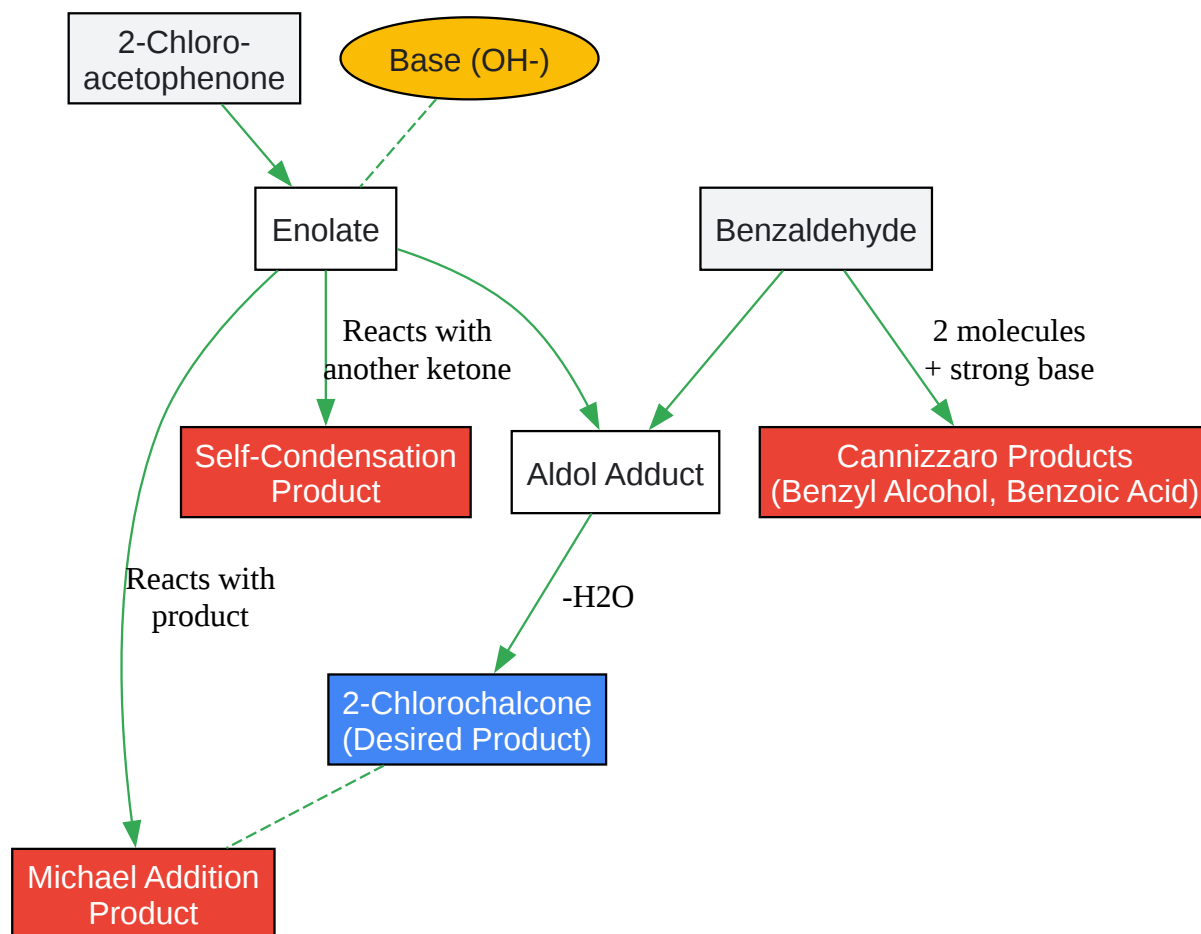 2-Chloro-
acetophenone
Base (OH-)
Enolate
Benzaldehyde
Reacts with
another ketone
2 molecules
+ strong base
Self-Condensation
Product
Aldol Adduct
Cannizzaro Products
(Benzyl Alcohol, Benzoic Acid)
Reacts with
product
-H2O
2-Chlorochalcone
(Desired Product)
Michael Addition
Product